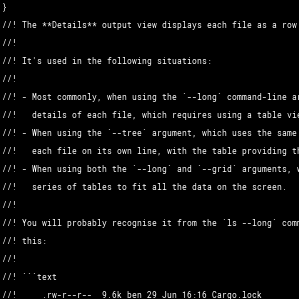 }
//! The **Details** output view displays each file as a row
//!
//! It's used in the following situations:
//!
//! - Most commonly, when using the `--long` command-line
//!   details of each file, which requires using a table
//! - When using the `--tree` argument, which uses the same
//!   each file on its own line, with the table providing
//! - When using both the `--long` and `--grid` arguments,
//!   series of tables to fit all the data on the screen.
//!
//! You will probably recognise it from the `ls --long`
//! this:
//!
//! ```text
//!     .rw-r--r--  9.6k ben 29 Jun 16:16 Cargo.lock